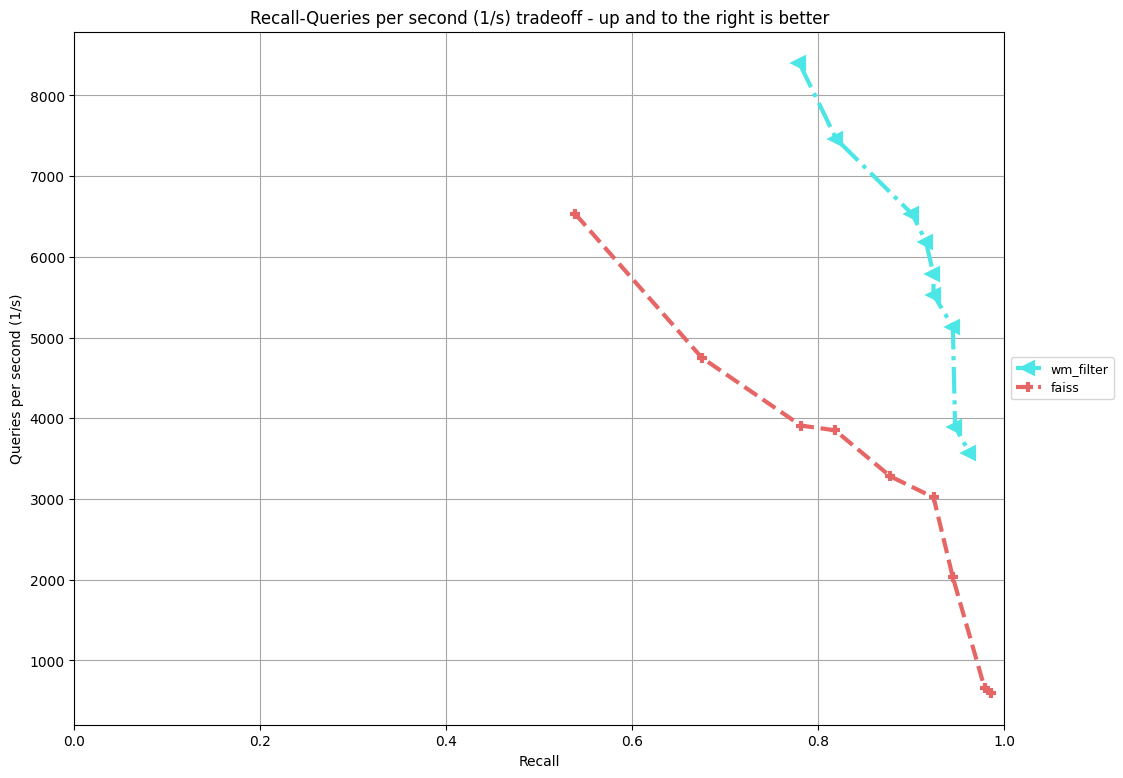 Recall-Queries per second (1/s) tradeoff - up and to the right is better
Queries per second (1/s)
8000
7000
6000
5000
4000
3000
2000
1000
0.0
0.2
0.4
0.6
0.8
1.0
Recall
wm_filter
faiss